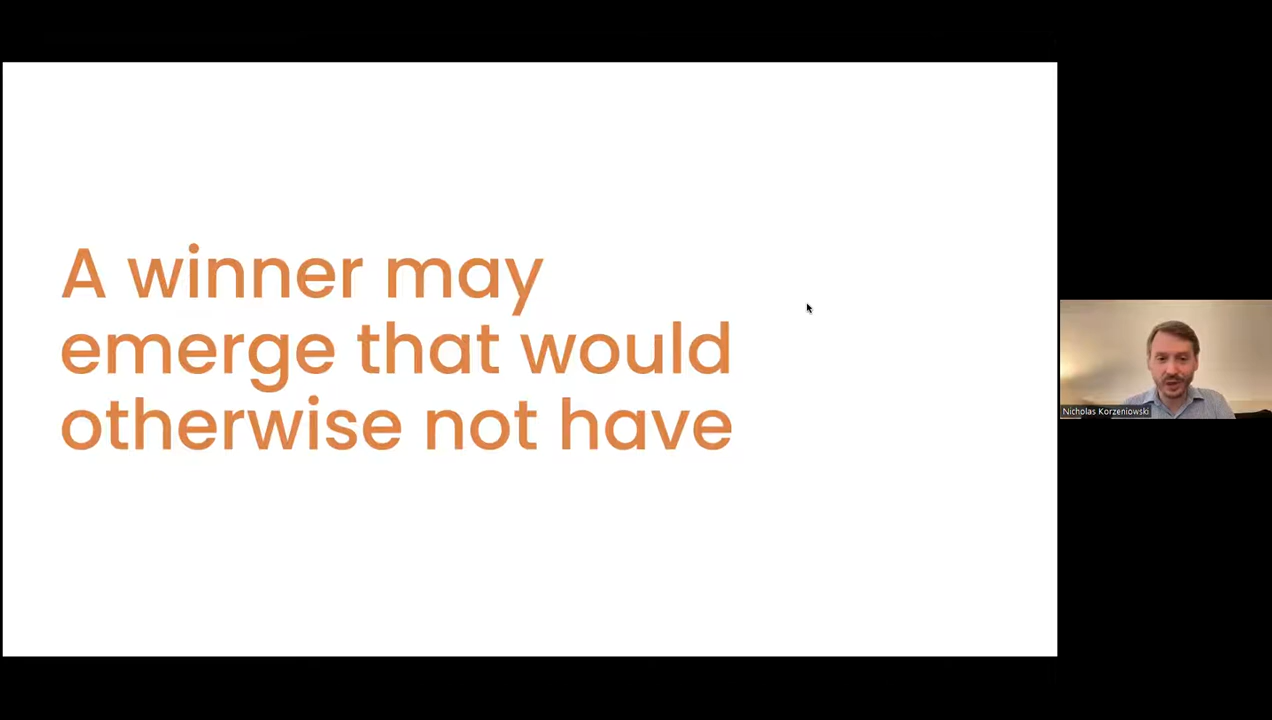 A winner may
emerge that would
otherwise not have
Nicholas Korzeniowski